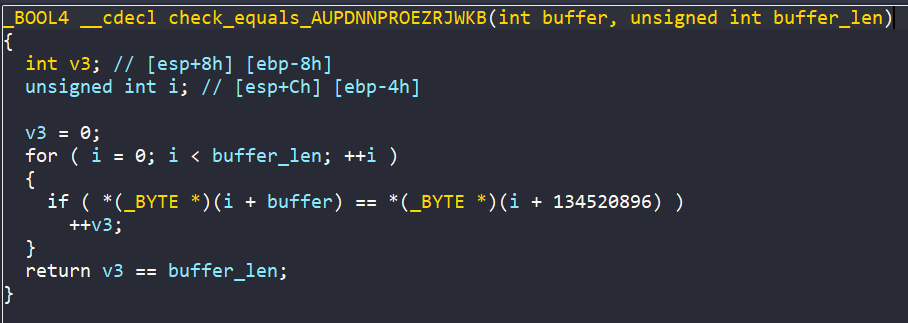 _BOOL4 __cdecl check_equals_AUPDNNPROEZRJWKB(int buffer, unsigned int buffer_len)
{
  int v3; // [esp+8h] [ebp-8h]
  unsigned int i; // [esp+Ch] [ebp-4h]

  v3 = 0;
  for ( i = 0; i < buffer_len; ++i )
  {
    if ( *(_BYTE *)(i + buffer) == *(_BYTE *)(i + 134520896) )
      ++v3;
  }
  return v3 == buffer_len;
}